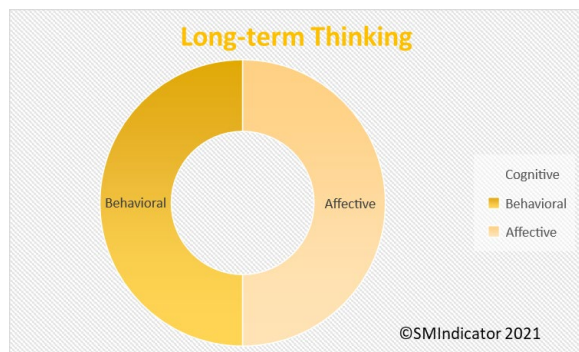 Long-term Thinking
Behavioral
Affective
Cognitive
Behavioral
Affective
©SMIndicator 2021